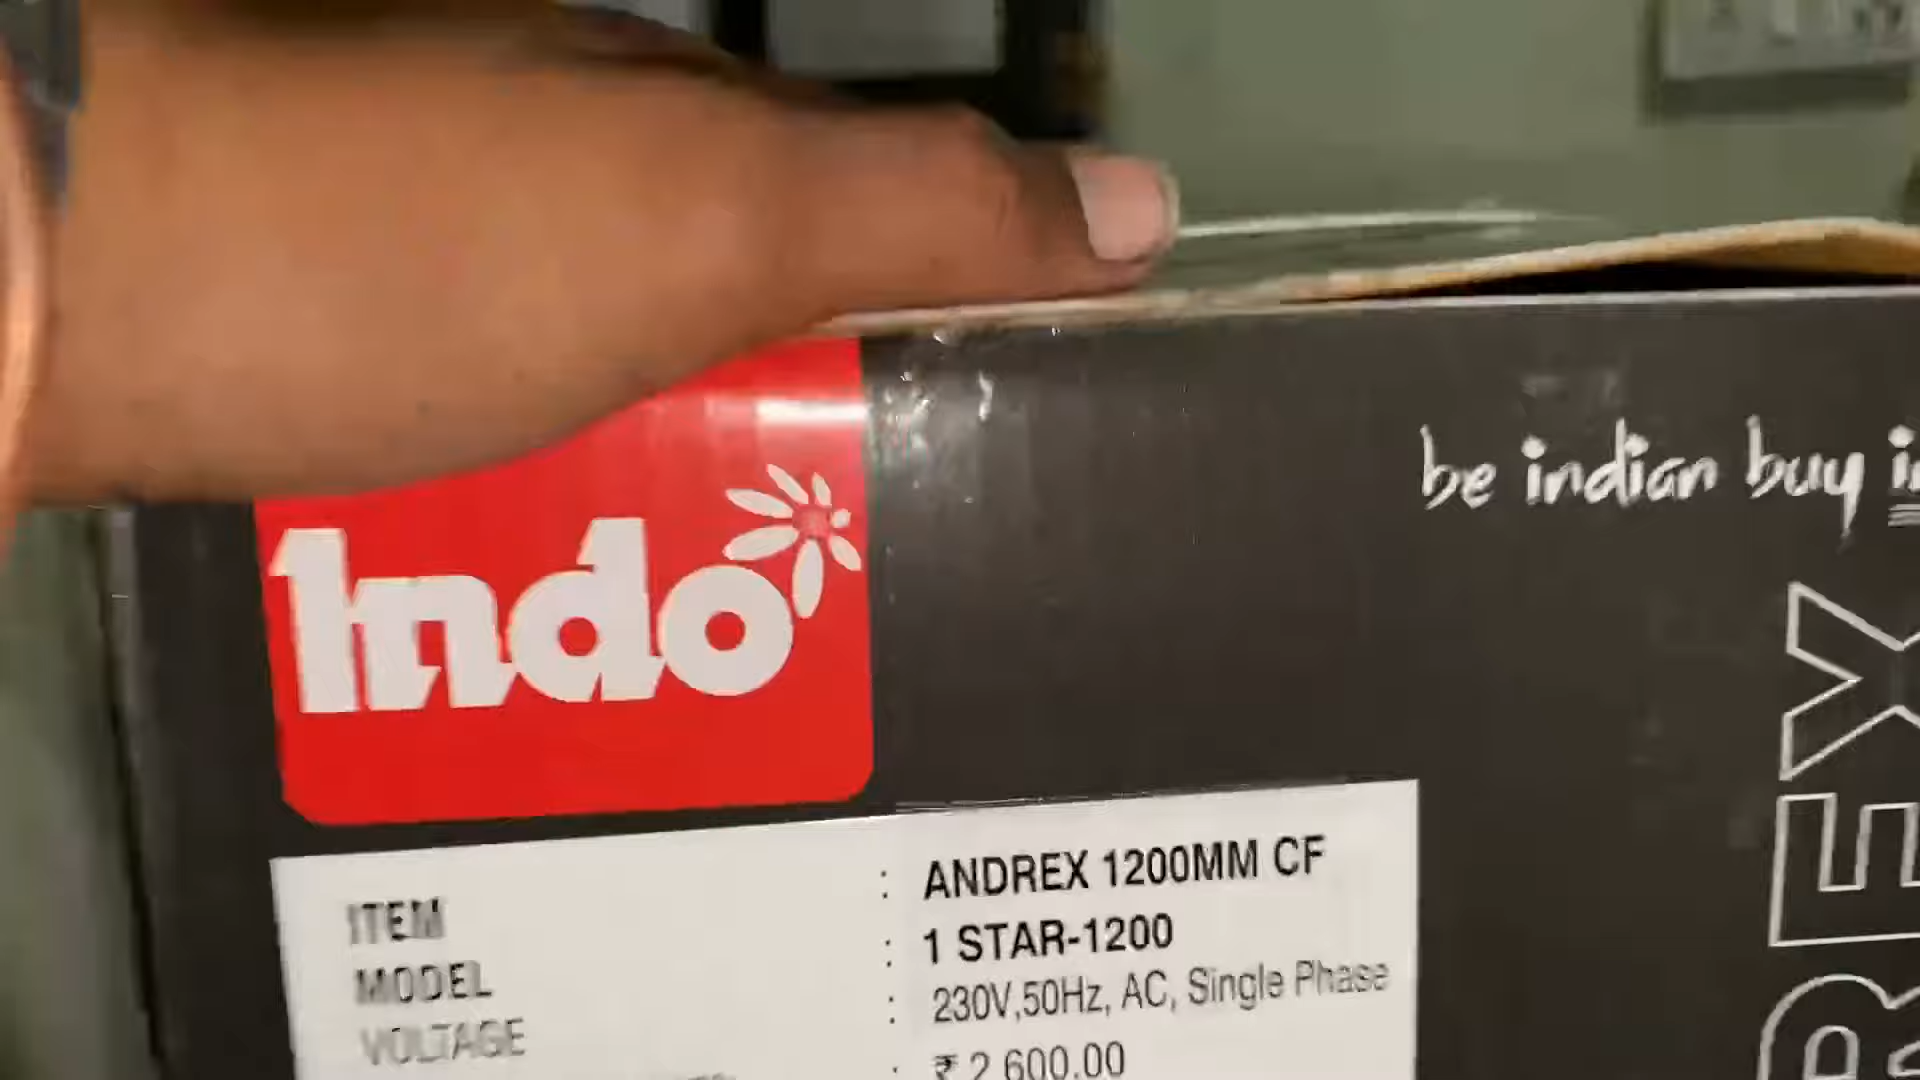 Indo
be indian buy
ITEM : ANDREX 1200MM CF
MODEL : 1 STAR-1200
VOLTAGE : 230V,50Hz, AC, Single Phase
: ₹ 2,600.00
REX